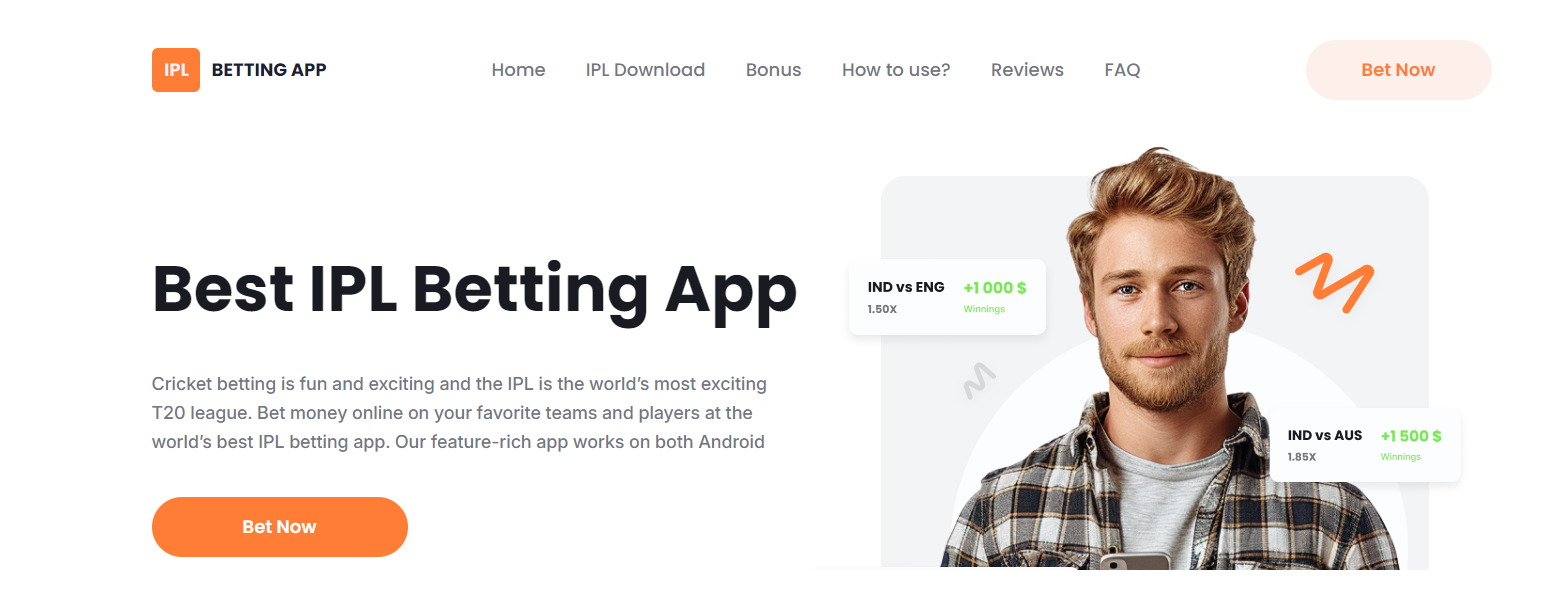 IPL BETTING APP
Home IPL Download Bonus How to use? Reviews FAQ
Bet Now
Best IPL Betting App
Cricket betting is fun and exciting and the IPL is the world’s most exciting
T20 league. Bet money online on your favorite teams and players at the
world’s best IPL betting app. Our feature-rich app works on both Android
Bet Now
IND vs ENG +1 000 $
1.50X Winnings
IND vs AUS +1 500 $
1.85X Winnings